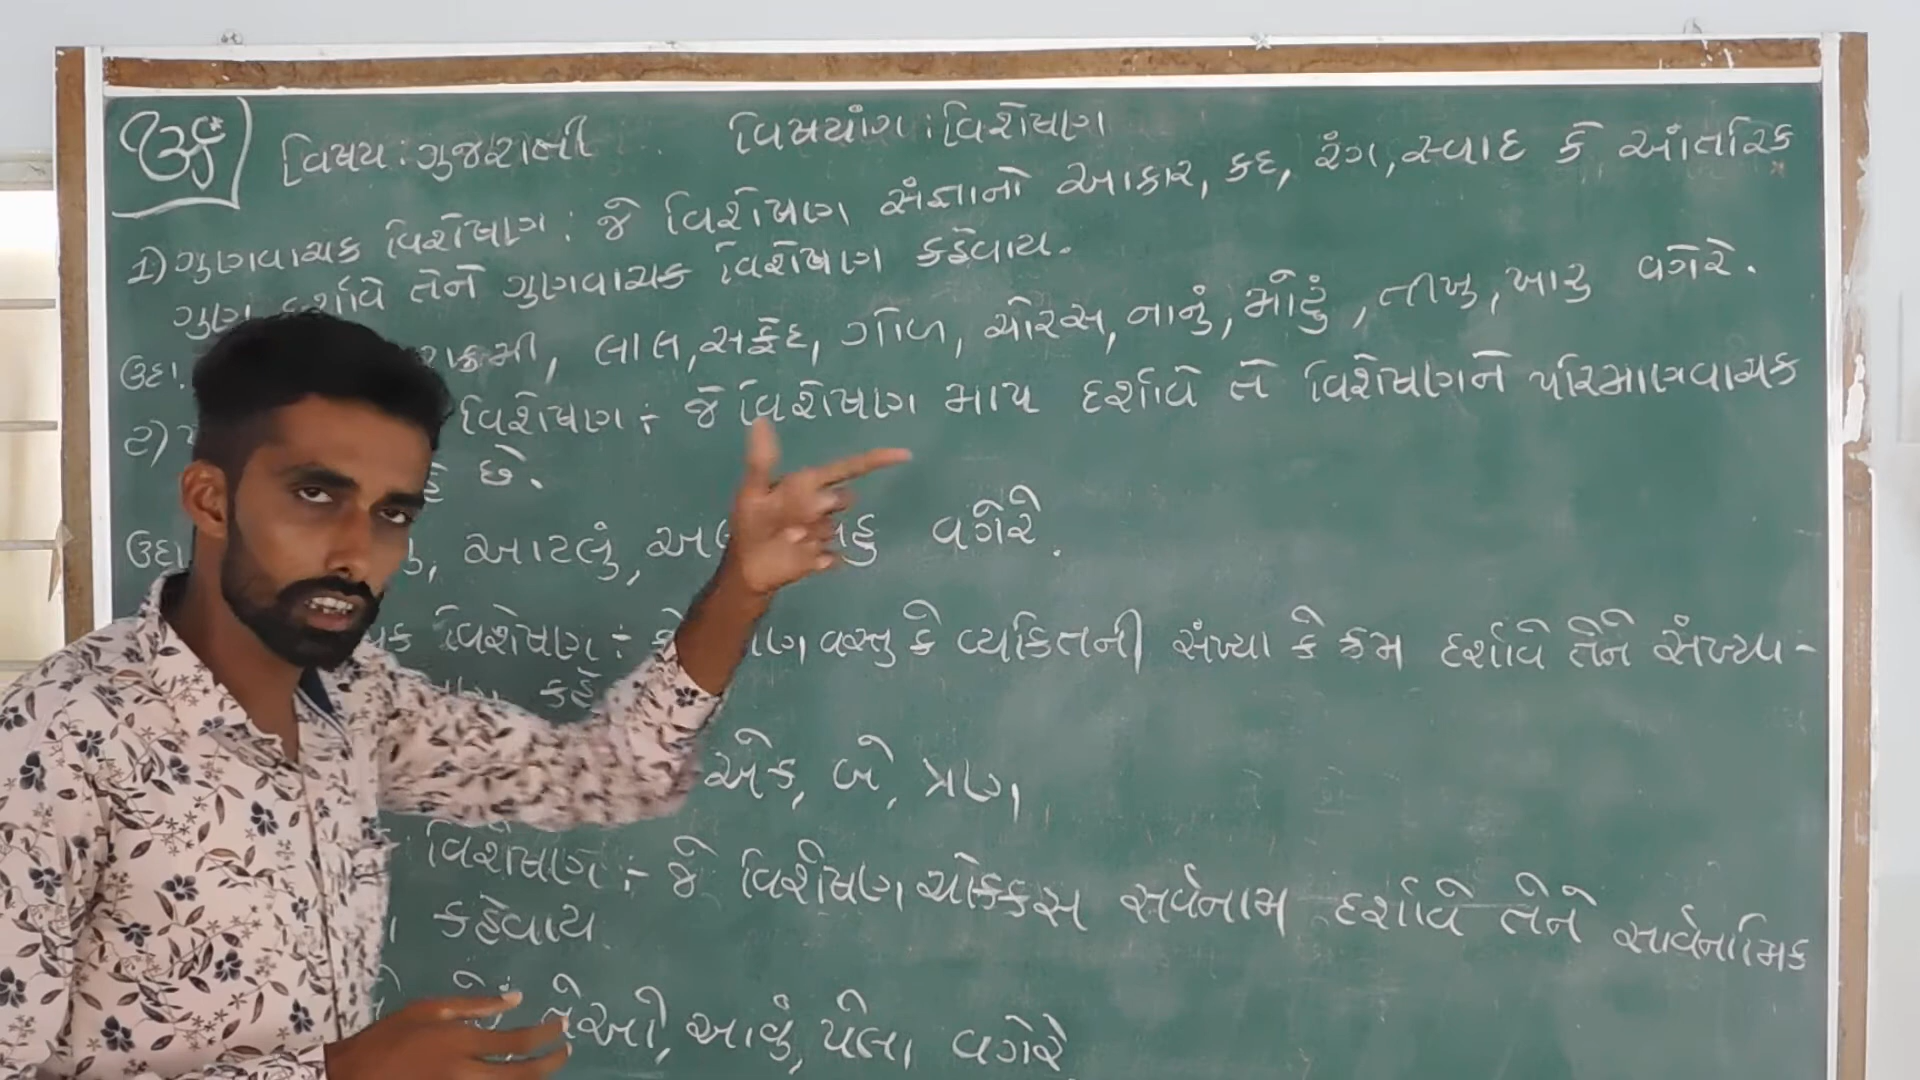 ૐ
વિષય : ગુજરાતી વિષયાંગ : વિશેષણ
1) ગુણવાચક વિશેષણ : જે વિશેષણ સંજ્ઞાનો આકાર, કદ, રંગ, સ્વાદ કે આંતરિક
ગુણ દર્શાવે તેને ગુણવાચક વિશેષણ કહેવાય.
ઉદા. લાલ, સફેદ, ગોળ, ચોરસ, નાનું, મોટું, તીખુ, ખારુ વગેરે.
2) વિશેષણ :- જે વિશેષણ માપ દર્શાવે તે વિશેષણને પરિમાણવાચક
છે.
ઉદા આટલું, વગેરે.
વિશેષણ :- વસ્તુ કે વ્યકિતની સંખ્યા કે ક્રમ દર્શાવે તેને સંખ્યા-
એક, બે, ત્રણ,
વિશેષણ :- જે વિશેષણ ચોક્કસ સર્વનામ દર્શાવે તેને સાર્વનામિક
કહેવાય
તેઓ, આવું, પેલા વગેરે